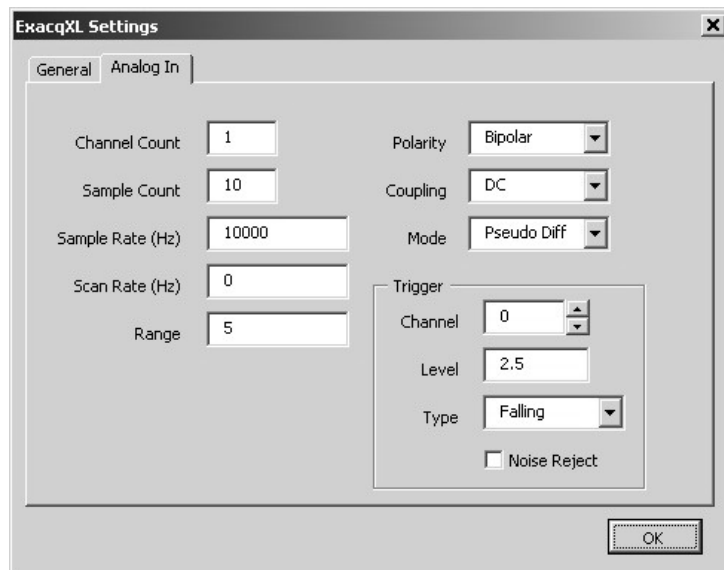 ExacqXL Settings
General
Analog In
Channel Count 1
Sample Count 10
Sample Rate (Hz) 10000
Scan Rate (Hz) 0
Range 5
Polarity Bipolar
Coupling DC
Mode Pseudo Diff
Trigger
Channel 0
Level 2.5
Type Falling
Noise Reject
OK